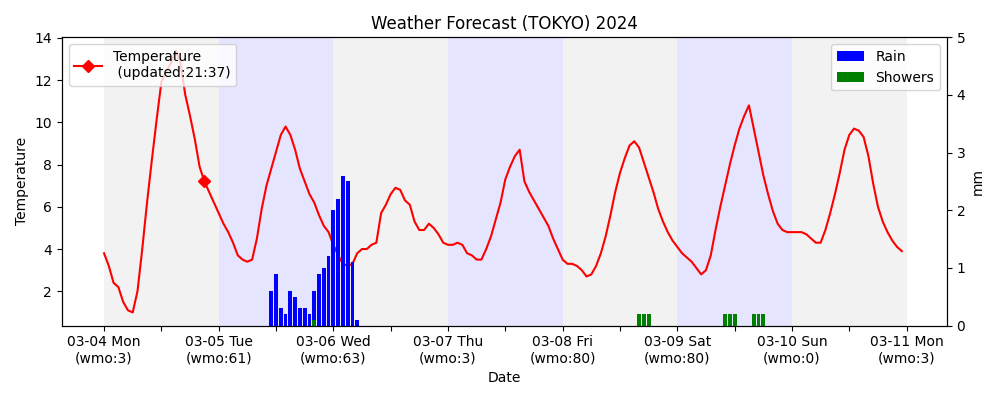 Weather Forecast (TOKYO) 2024
Temperature
(updated:21:37)
Rain
Showers
14
12
10
8
6
4
2
Temperature
5
4
3
2
1
0
mm
03-04 Mon
(wmo:3)
03-05 Tue
(wmo:61)
03-06 Wed
(wmo:63)
03-07 Thu
(wmo:3)
03-08 Fri
(wmo:80)
03-09 Sat
(wmo:80)
03-10 Sun
(wmo:0)
03-11 Mon
(wmo:3)
Date